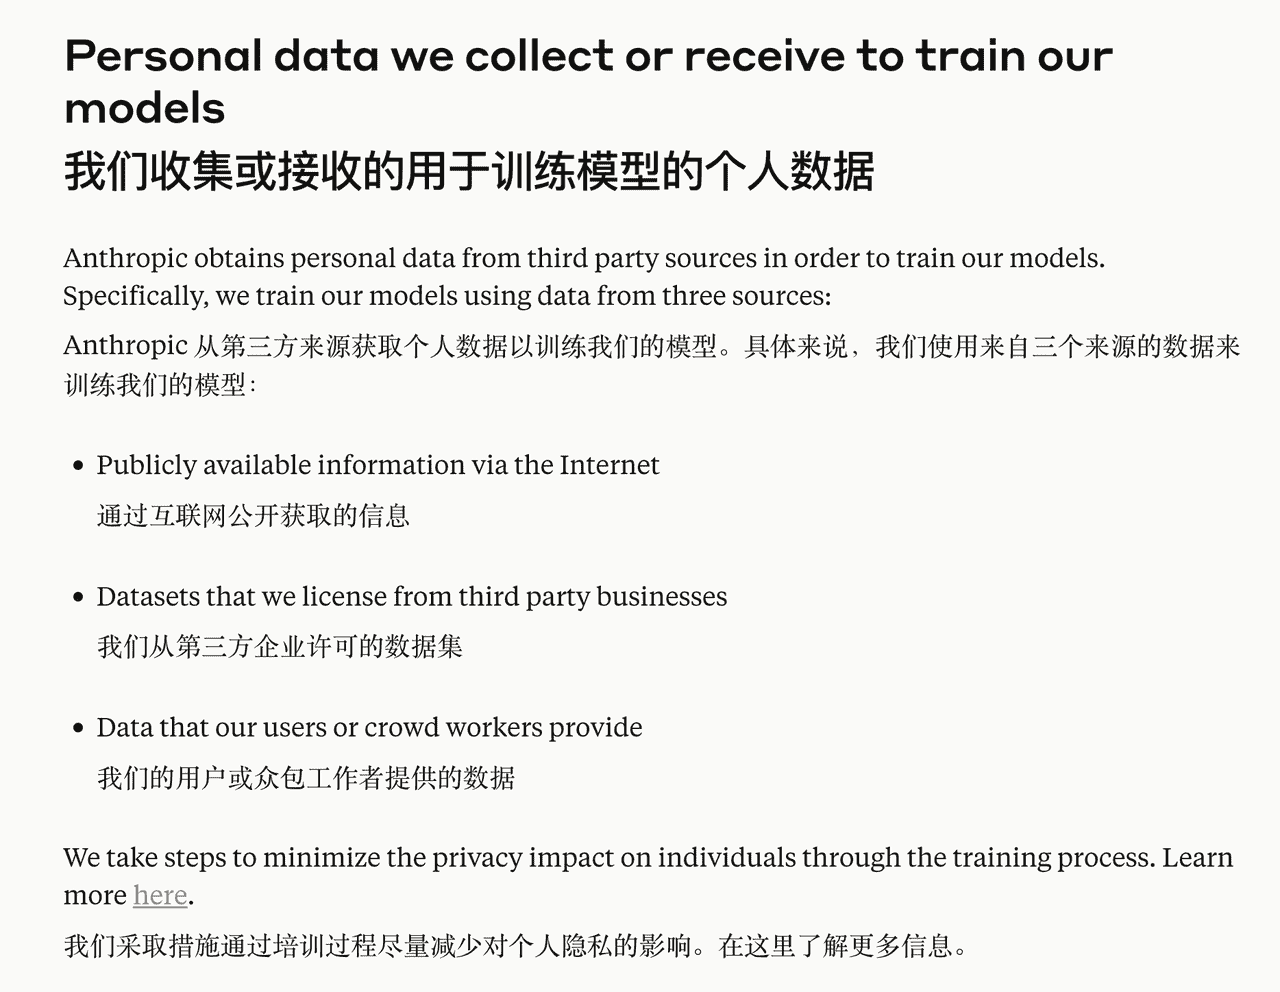 Personal data we collect or receive to train our
models
我们收集或接收的用于训练模型的个人数据
Anthropic obtains personal data from third party sources in order to train our models.
Specifically, we train our models using data from three sources:
Anthropic 从第三方来源获取个人数据以训练我们的模型。具体来说，我们使用来自三个来源的数据来
训练我们的模型：
• Publicly available information via the Internet
通过互联网公开获取的信息
• Datasets that we license from third party businesses
我们从第三方企业许可的数据集
• Data that our users or crowd workers provide
我们的用户或众包工作者提供的数据
We take steps to minimize the privacy impact on individuals through the training process. Learn
more here.
我们采取措施通过培训过程尽量减少对个人隐私的影响。在这里了解更多信息。